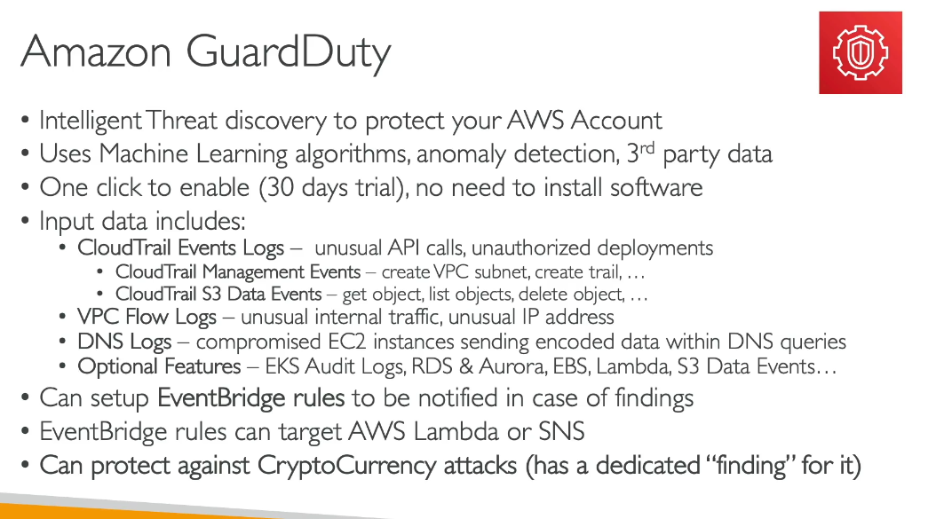 Amazon GuardDuty
• Intelligent Threat discovery to protect your AWS Account
• Uses Machine Learning algorithms, anomaly detection, 3rd party data
• One click to enable (30 days trial), no need to install software
• Input data includes:
• CloudTrail Events Logs – unusual API calls, unauthorized deployments
• CloudTrail Management Events – create VPC subnet, create trail, …
• CloudTrail S3 Data Events – get object, list objects, delete object, …
• VPC Flow Logs – unusual internal traffic, unusual IP address
• DNS Logs – compromised EC2 instances sending encoded data within DNS queries
• Optional Features – EKS Audit Logs, RDS & Aurora, EBS, Lambda, S3 Data Events…
• Can setup EventBridge rules to be notified in case of findings
• EventBridge rules can target AWS Lambda or SNS
• Can protect against CryptoCurrency attacks (has a dedicated “finding” for it)